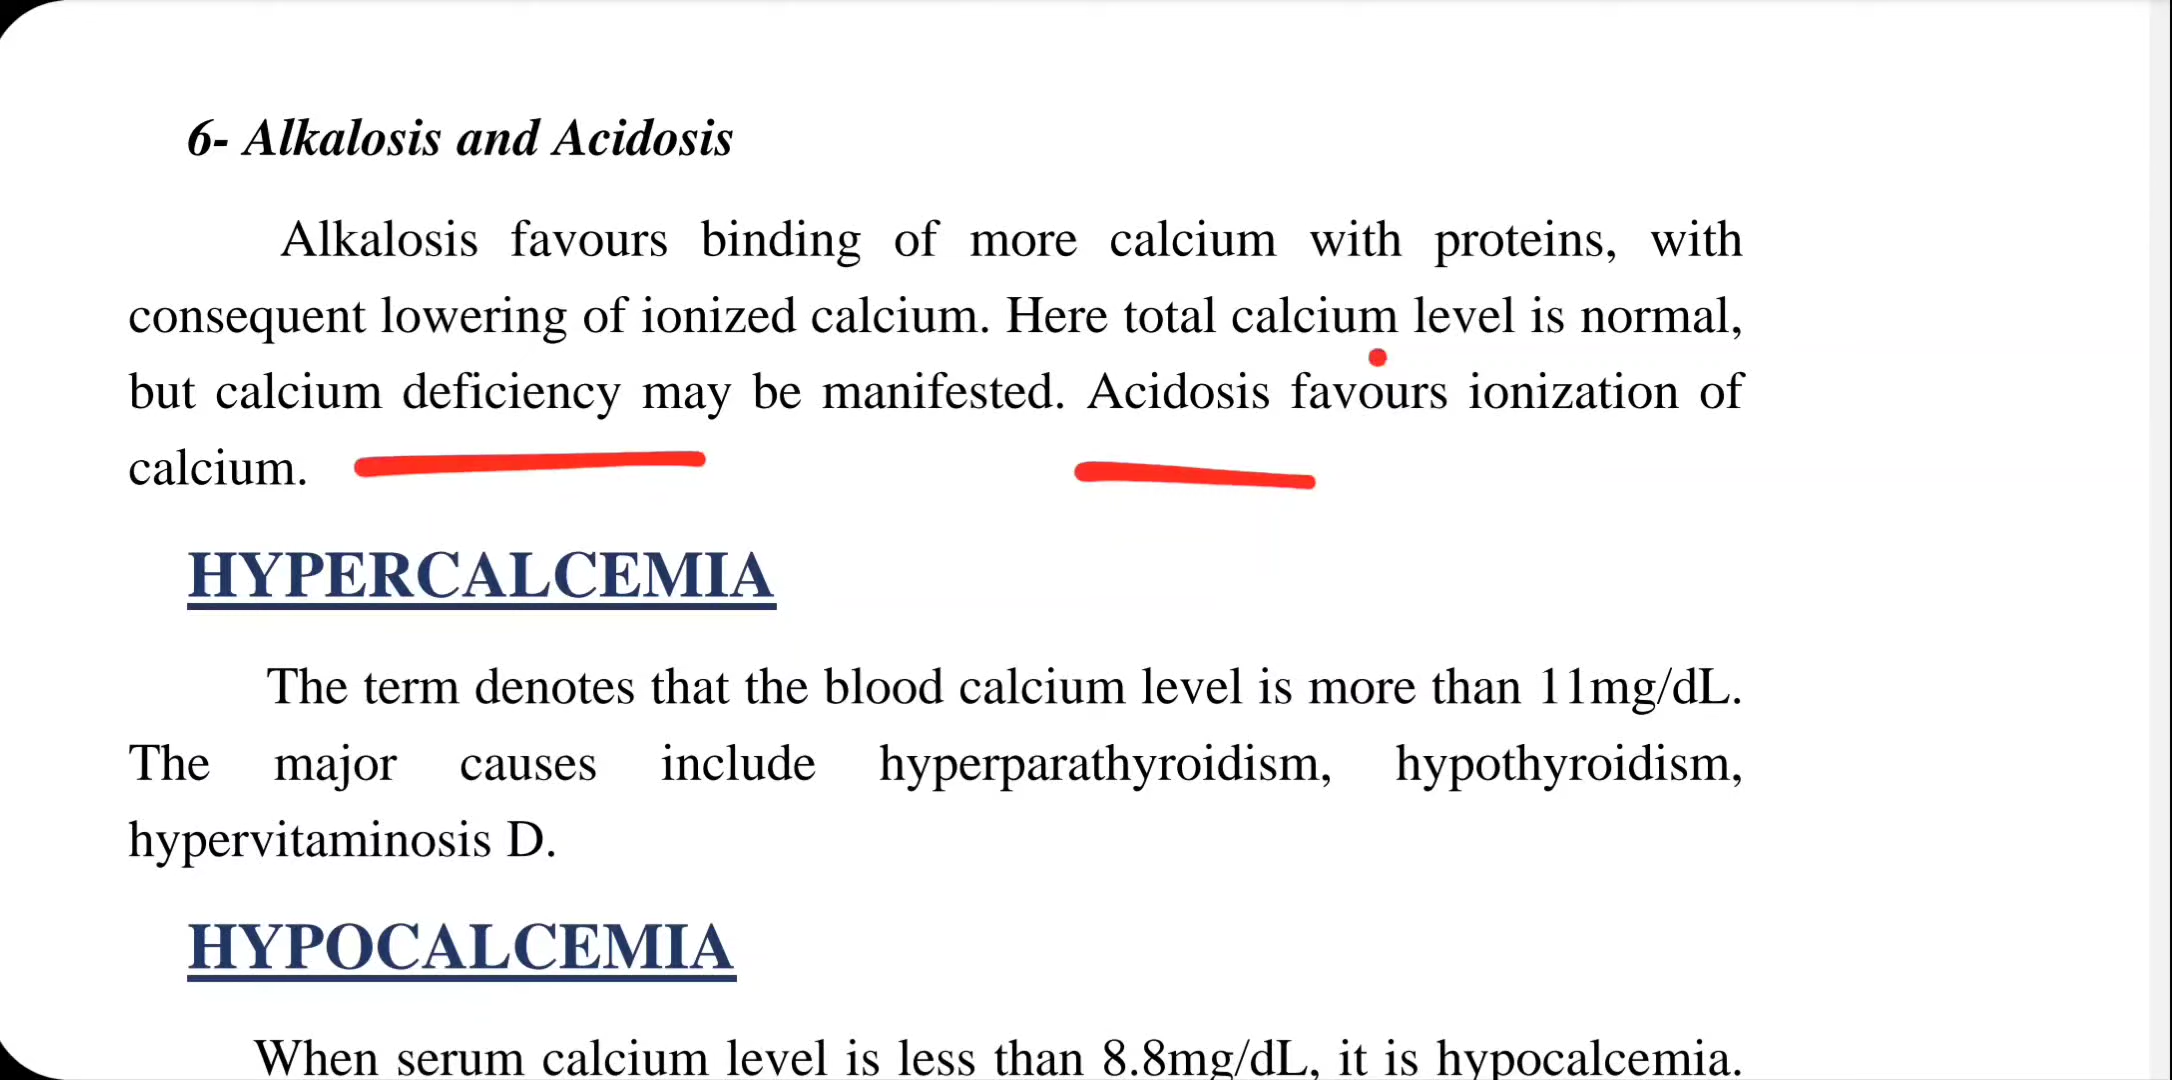 6- Alkalosis and Acidosis
Alkalosis favours binding of more calcium with proteins, with
consequent lowering of ionized calcium. Here total calcium level is normal,
but calcium deficiency may be manifested. Acidosis favours ionization of
calcium.
HYPERCALCEMIA
The term denotes that the blood calcium level is more than 11mg/dL.
The major causes include hyperparathyroidism, hypothyroidism,
hypervitaminosis D.
HYPOCALCEMIA
When serum calcium level is less than 8.8mg/dL, it is hypocalcemia.